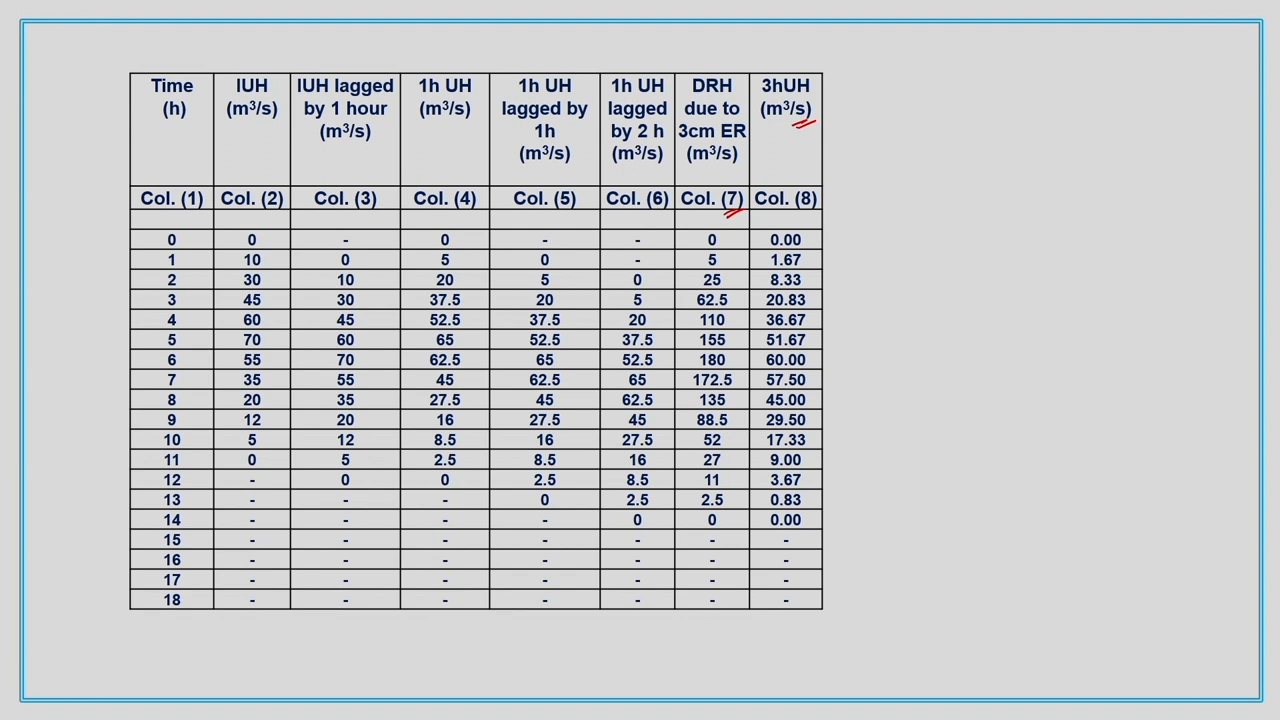 Time (h) | IUH (m³/s) | IUH lagged by 1 hour (m³/s) | 1h UH (m³/s) | 1h UH lagged by 1h (m³/s) | 1h UH lagged by 2 h (m³/s) | DRH due to 3cm ER (m³/s) | 3hUH (m³/s)
Col. (1) | Col. (2) | Col. (3) | Col. (4) | Col. (5) | Col. (6) | Col. (7) | Col. (8)
0 | 0 | - | 0 | - | - | 0 | 0.00
1 | 10 | 0 | 5 | 0 | - | 5 | 1.67
2 | 30 | 10 | 20 | 5 | 0 | 25 | 8.33
3 | 45 | 30 | 37.5 | 20 | 5 | 62.5 | 20.83
4 | 60 | 45 | 52.5 | 37.5 | 20 | 110 | 36.67
5 | 70 | 60 | 65 | 52.5 | 37.5 | 155 | 51.67
6 | 55 | 70 | 62.5 | 65 | 52.5 | 180 | 60.00
7 | 35 | 55 | 45 | 62.5 | 65 | 172.5 | 57.50
8 | 20 | 35 | 27.5 | 45 | 62.5 | 135 | 45.00
9 | 12 | 20 | 16 | 27.5 | 45 | 88.5 | 29.50
10 | 5 | 12 | 8.5 | 16 | 27.5 | 52 | 17.33
11 | 0 | 5 | 2.5 | 8.5 | 16 | 27 | 9.00
12 | - | 0 | 0 | 2.5 | 8.5 | 11 | 3.67
13 | - | - | - | 0 | 2.5 | 2.5 | 0.83
14 | - | - | - | - | 0 | 0 | 0.00
15 | - | - | - | - | - | - | -
16 | - | - | - | - | - | - | -
17 | - | - | - | - | - | - | -
18 | - | - | - | - | - | - | -